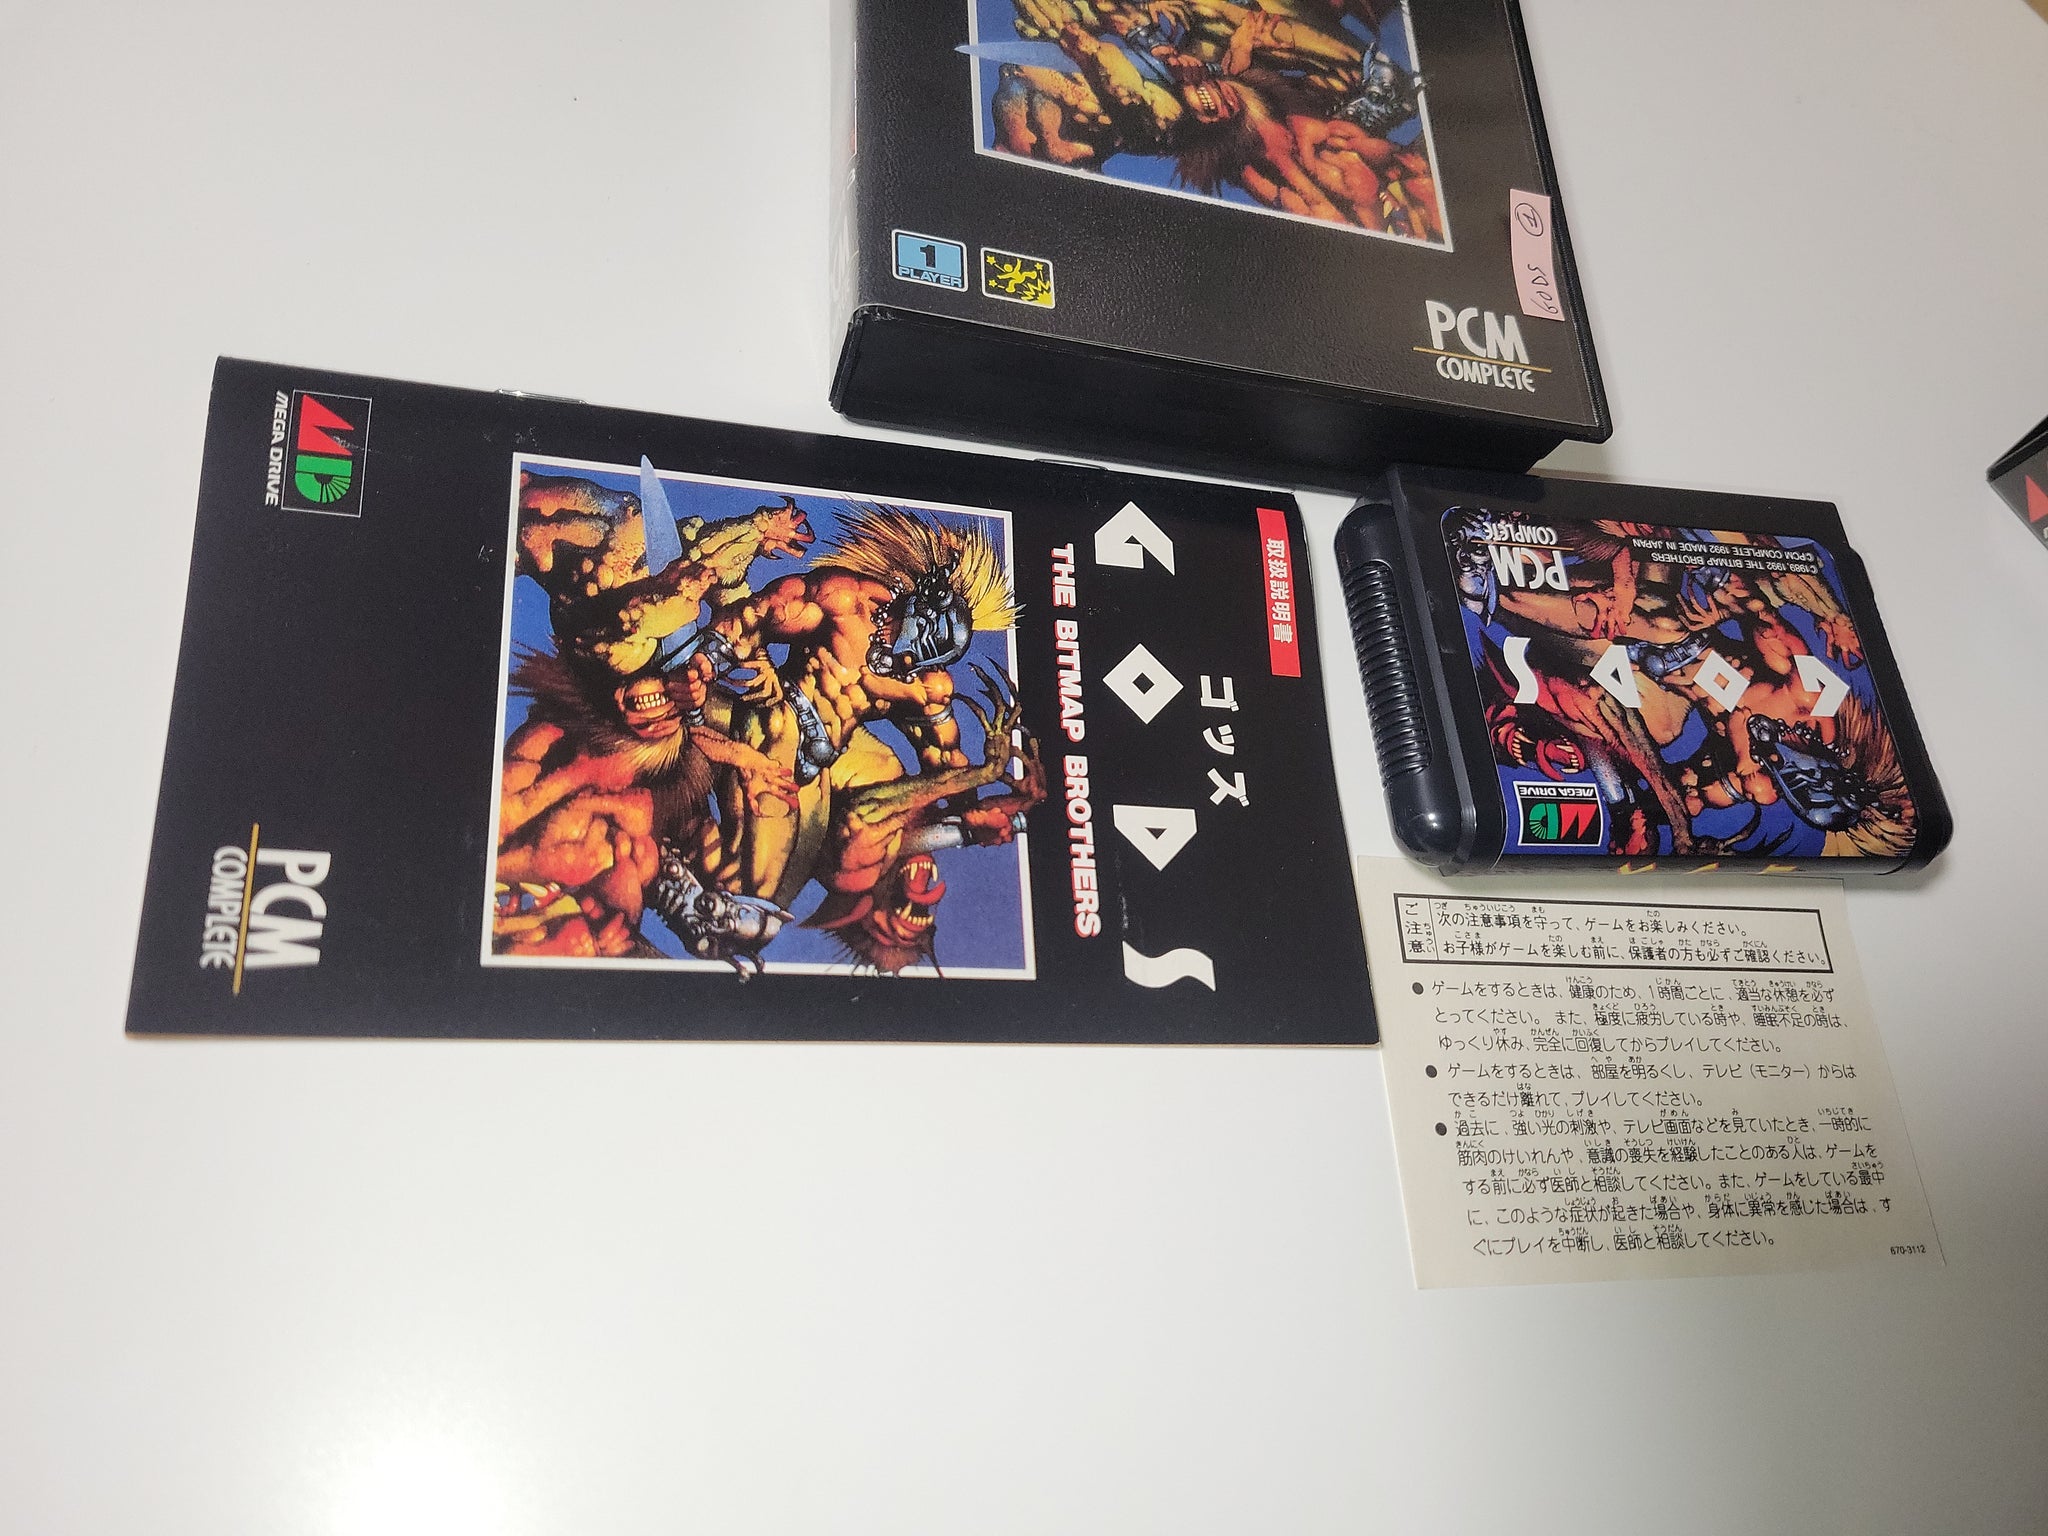 1
PLAYER
GODS
PCM
COMPLETE
取扱説明書
ゴッズ
GODS
THE BITMAP BROTHERS
MD
MEGA DRIVE
PCM
COMPLETE
PCM
COMPLETE
©1989, 1992 THE BITMAP BROTHERS
©PCM COMPLETE 1992 MADE IN JAPAN
GODS
MD
MEGA DRIVE
ご注意
次の注意事項を守って、ゲームをお楽しみください。
お子様がゲームを楽しむ前に、保護者の方も必ずご確認ください。
● ゲームをするときは、健康のため、1時間ごとに、適当な休憩を必ず
とってください。また、極度に疲労している時や、睡眠不足の時は、
ゆっくり休み、完全に回復してからプレイしてください。
● ゲームをするときは、部屋を明るくし、テレビ（モニター）からは
できるだけ離れて、プレイしてください。
● 過去に、強い光の刺激や、テレビ画面などを見ていたとき、一時的に
筋肉のけいれんや、意識の喪失を経験したことのある人は、ゲームを
する前に必ず医師と相談してください。また、ゲームをしている最中
に、このような症状が起きた場合や、身体に異常を感じた場合は、す
ぐにプレイを中断し、医師と相談してください。
670-3112